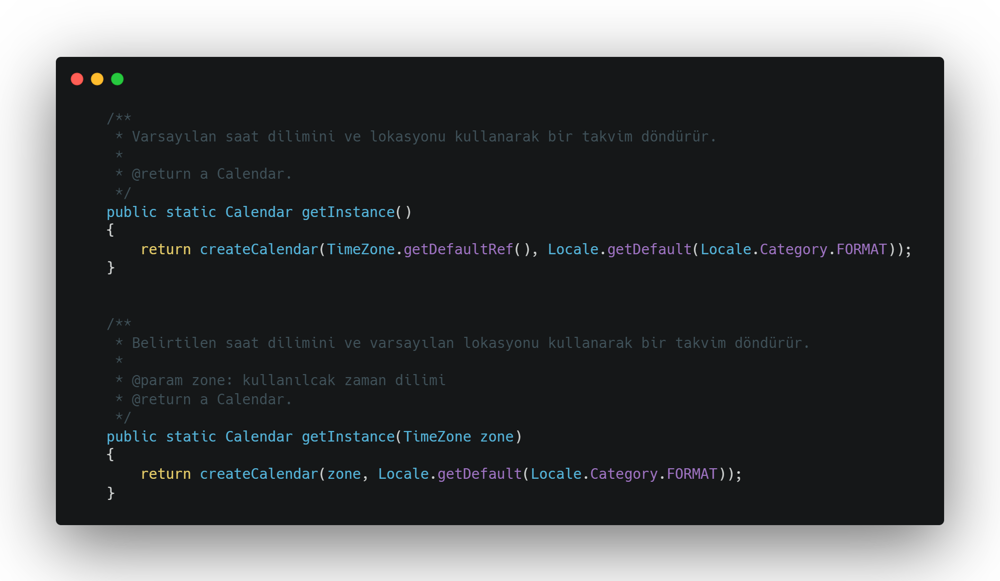 /**
 * Varsayılan saat dilimini ve lokasyonu kullanarak bir takvim döndürür.
 *
 * @return a Calendar.
 */
public static Calendar getInstance()
{
    return createCalendar(TimeZone.getDefaultRef(), Locale.getDefault(Locale.Category.FORMAT));
}
/**
 * Belirtilen saat dilimini ve varsayılan lokasyonu kullanarak bir takvim döndürür.
 *
 * @param zone: kullanılcak zaman dilimi
 * @return a Calendar.
 */
public static Calendar getInstance(TimeZone zone)
{
    return createCalendar(zone, Locale.getDefault(Locale.Category.FORMAT));
}